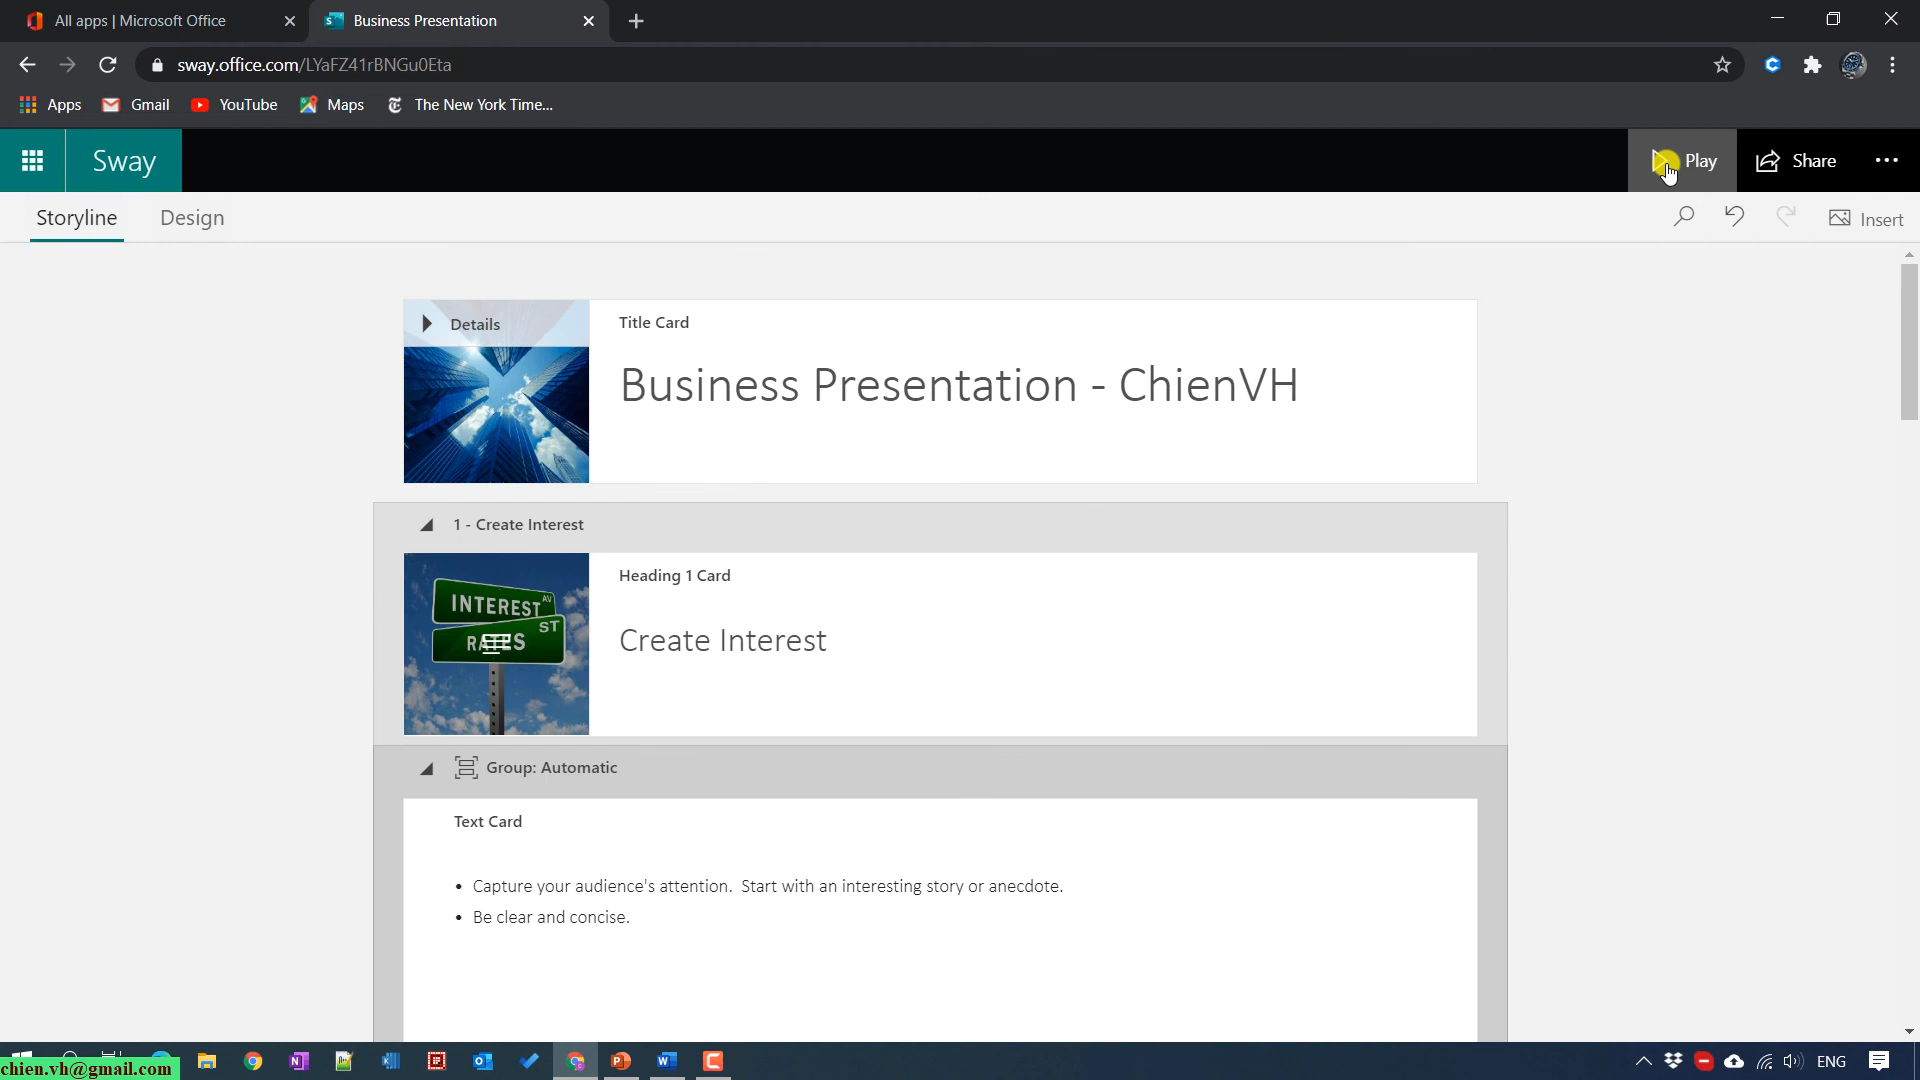 All apps | Microsoft Office
Business Presentation
sway.office.com/LYaFZ41rBNGu0Eta
Apps
Gmail
YouTube
Maps
The New York Time...
Sway
Play
Share
Storyline
Design
Insert
Details
Title Card
Business Presentation - ChienVH
1 - Create Interest
INTEREST AV
RATES ST
Heading 1 Card
Create Interest
Group: Automatic
Text Card
• Capture your audience's attention.  Start with an interesting story or anecdote.
• Be clear and concise.
chien.vh@gmail.com
ENG